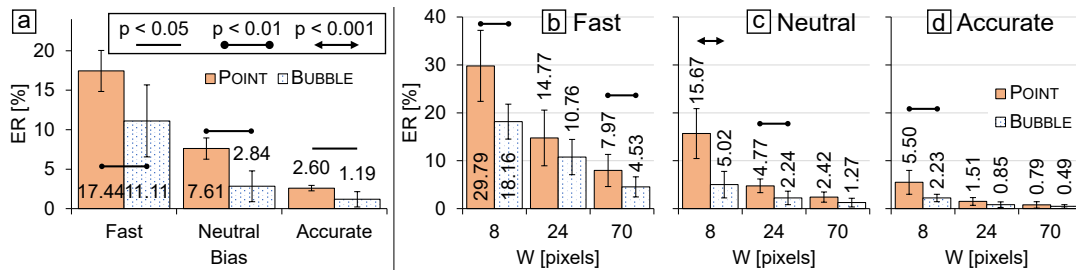 a
p < 0.05 p < 0.01 p < 0.001
ER [%]
20
15
10
5
0
POINT BUBBLE
17.44 11.11
7.61 2.84
2.60 1.19
Fast Neutral Accurate
Bias
b Fast
ER [%]
40
30
20
10
0
29.79 18.16
14.77 10.76
7.97 4.53
8 24 70
W [pixels]
c Neutral
15.67 5.02
4.77 2.24
2.42 1.27
8 24 70
W [pixels]
d Accurate
POINT
BUBBLE
5.50 2.23
1.51 0.85
0.79 0.49
8 24 70
W [pixels]